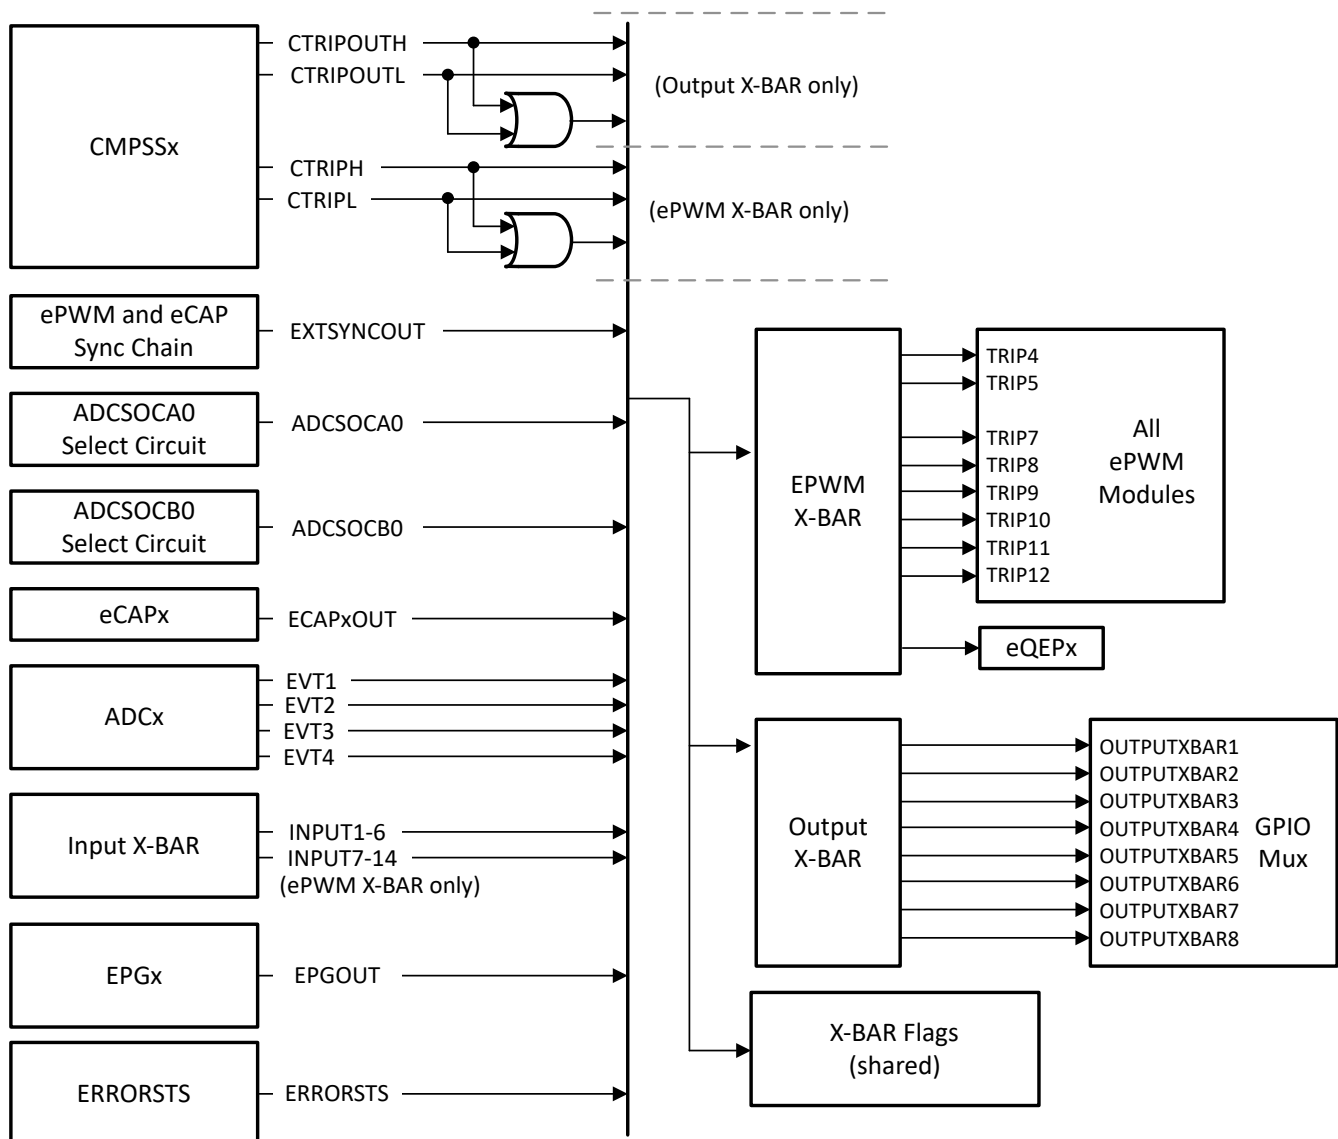 CMPSSx
CTRIPOUTH
CTRIPOUTL
CTRIPH
CTRIPL
(Output X-BAR only)
(ePWM X-BAR only)
ePWM and eCAP
Sync Chain
EXTSYNCOUT
ADCSOCA0
Select Circuit
ADCSOCA0
ADCSOCB0
Select Circuit
ADCSOCB0
eCAPx
ECAPxOUT
ADCx
EVT1
EVT2
EVT3
EVT4
Input X-BAR
INPUT1-6
INPUT7-14
(ePWM X-BAR only)
EPGx
EPGOUT
ERRORSTS
ERRORSTS
EPWM
X-BAR
TRIP4
TRIP5
TRIP7
TRIP8
TRIP9
TRIP10
TRIP11
TRIP12
All
ePWM
Modules
eQEPx
Output
X-BAR
OUTPUTXBAR1
OUTPUTXBAR2
OUTPUTXBAR3
OUTPUTXBAR4
OUTPUTXBAR5
OUTPUTXBAR6
OUTPUTXBAR7
OUTPUTXBAR8
GPIO
Mux
X-BAR Flags
(shared)